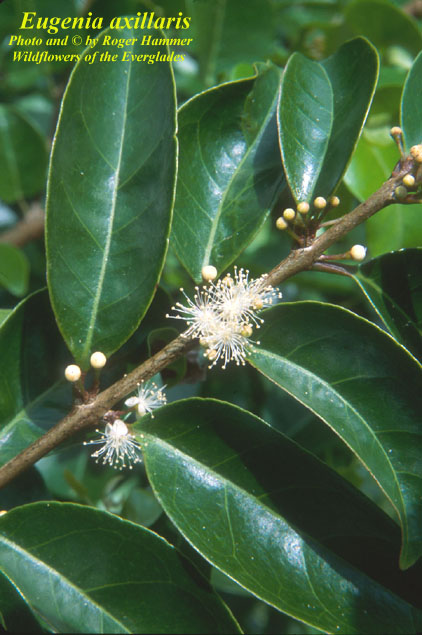 Eugenia axillaris
Photo and © by Roger Hammer
Wildflowers of the Everglades